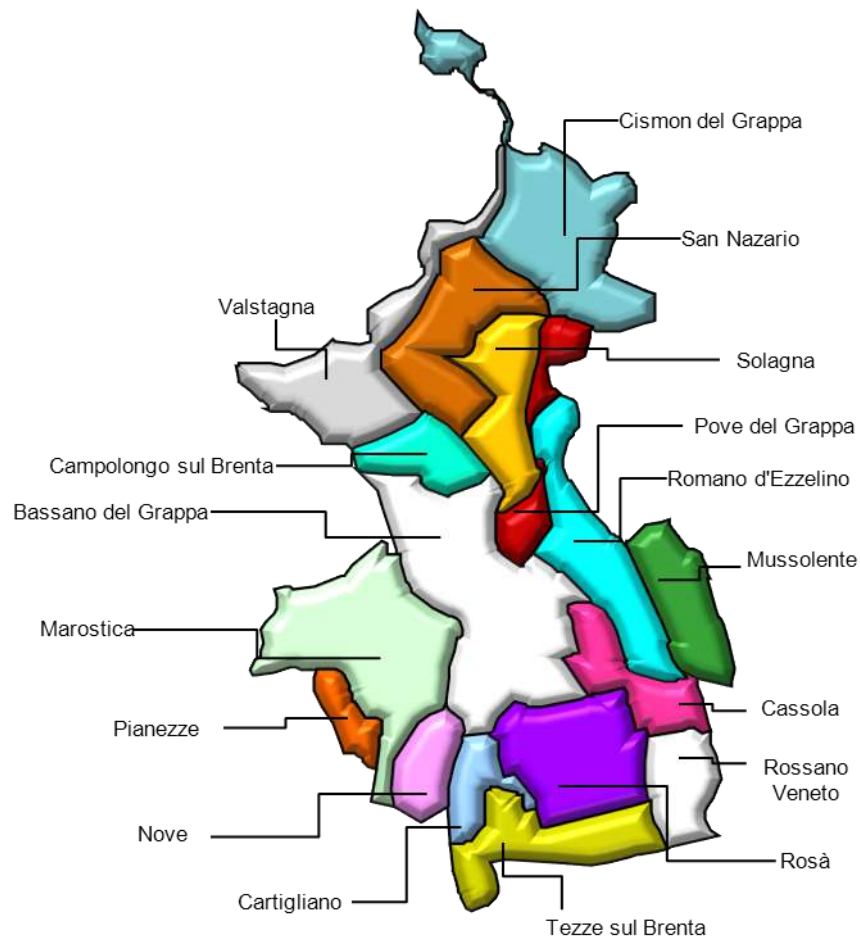 Cismon del Grappa
San Nazario
Valstagna
Solagna
Pove del Grappa
Campolongo sul Brenta
Romano d'Ezzelino
Bassano del Grappa
Mussolente
Marostica
Cassola
Pianezze
Rossano
Veneto
Nove
Rosà
Cartigliano
Tezze sul Brenta